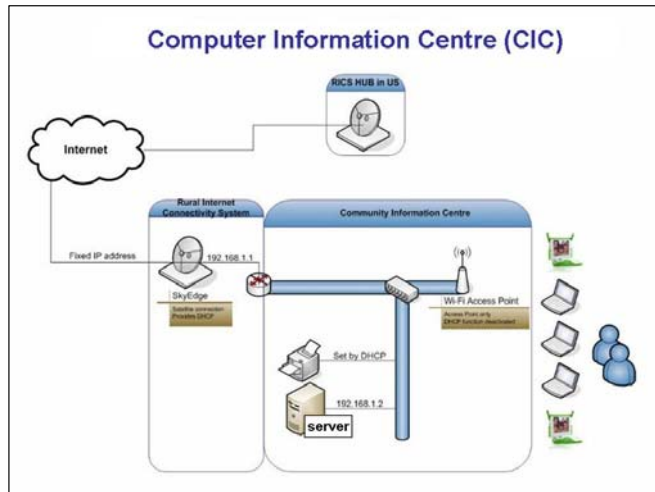 Computer Information Centre (CIC)
RICS HUB in US
Internet
Rural Internet
Connectivity System
Community Information Centre
Fixed IP address
192.168.1.1
SkyEdge
Satellite connection
Provides DHCP
Wi-Fi Access Point
Access Point only
DHCP function deactivated
Set by DHCP
192.168.1.2
server